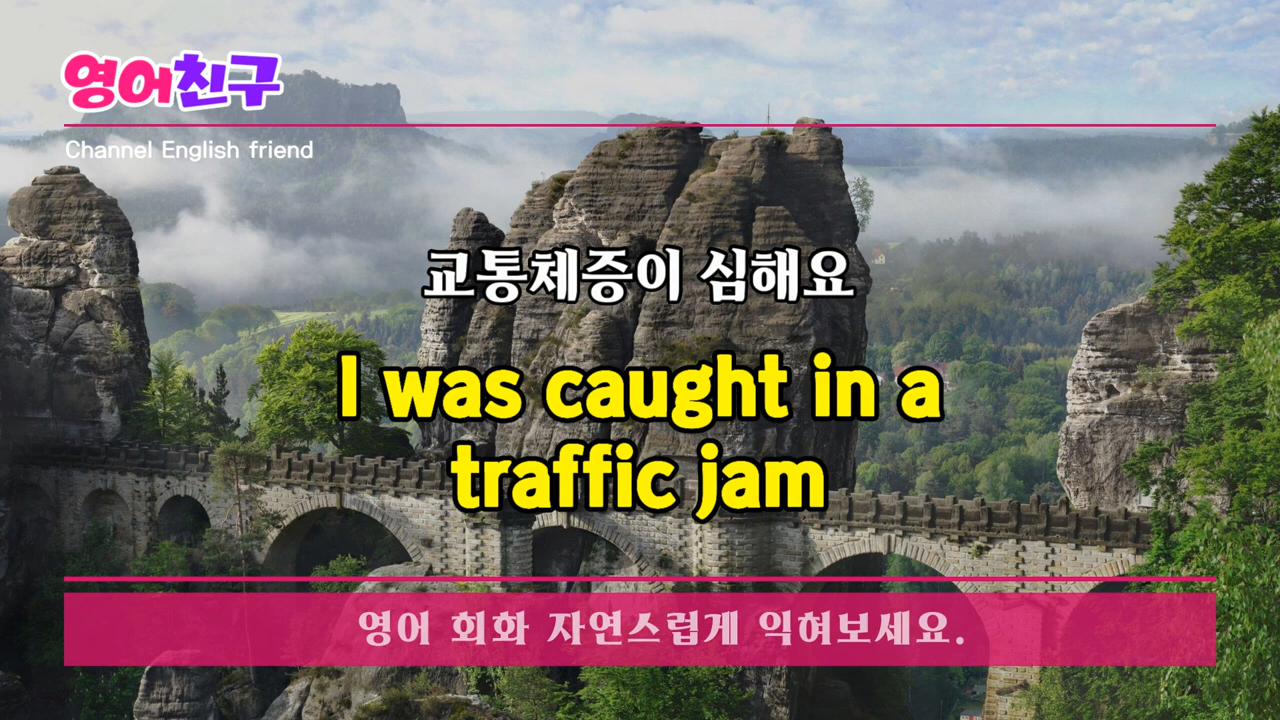 영어친구
Channel English friend
교통체증이 심해요
I was caught in a
traffic jam
영어 회화 자연스럽게 익혀보세요.